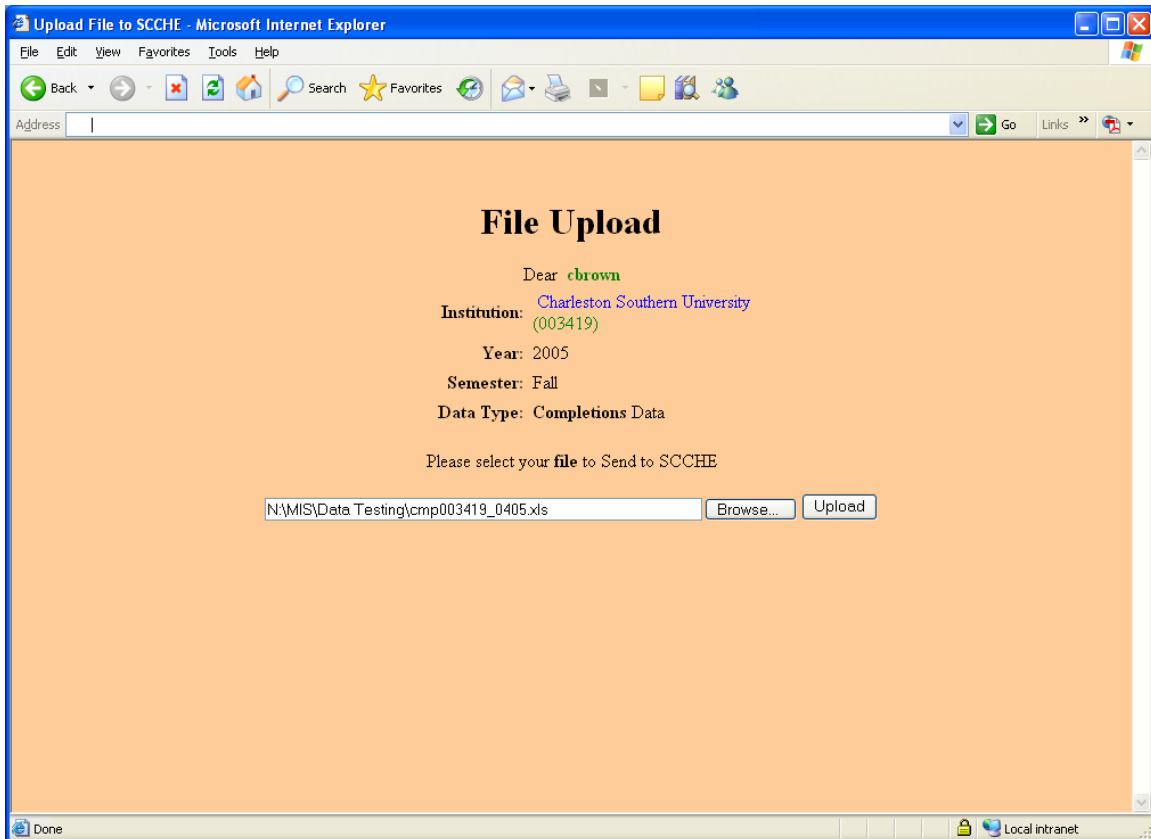 Upload File to SCCHE - Microsoft Internet Explorer
File Edit View Favorites Tools Help
Back Search Favorites
Address Go Links »
File Upload
Dear cbrown
Institution: Charleston Southern University
(003419)
Year: 2005
Semester: Fall
Data Type: Completions Data
Please select your file to Send to SCCHE
N:\MIS\Data Testing\cmp003419_0405.xls Browse... Upload
Done Local intranet